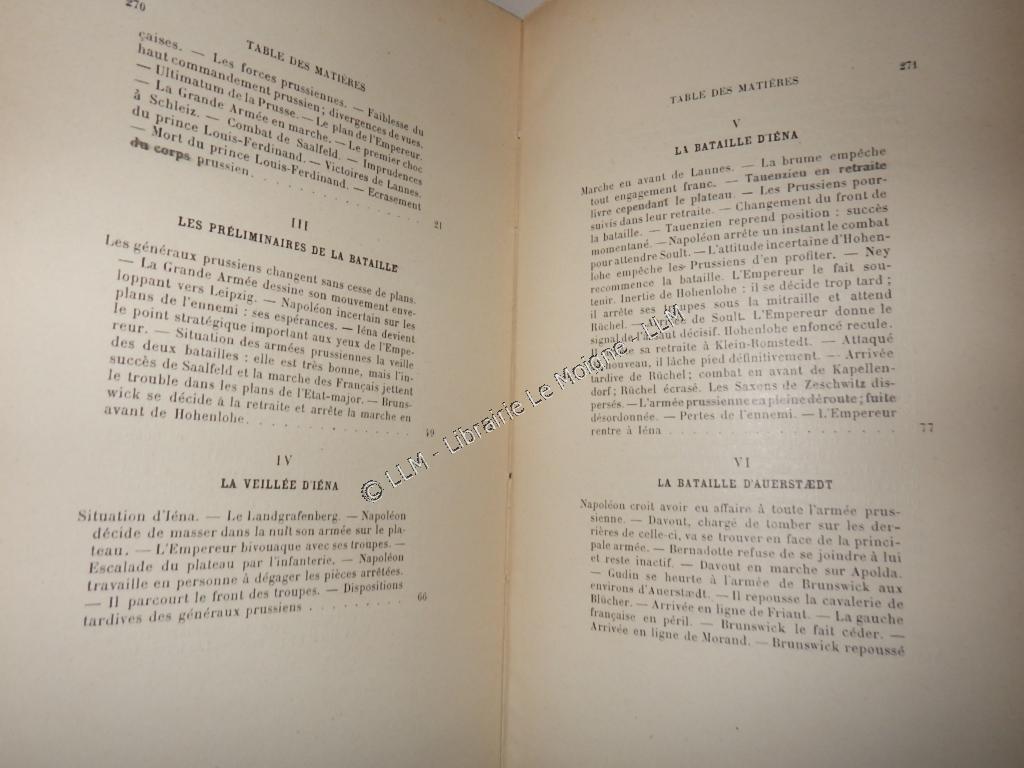 270
TABLE DES MATIÈRES
çaises. — Les forces prussiennes. — Faiblesse du
haut commandement prussien; divergences de vues.
— Ultimatum de la Prusse. — Le plan de l'Empereur.
— La Grande Armée en marche. — Le premier choc
à Schleiz. — Combat de Saalfeld. — Imprudences
du prince Louis-Ferdinand. — Victoires de Lannes.
— Mort du prince Louis-Ferdinand. — Ecrasement
du corps prussien. . . . . . . . . . . . . 21
III
LES PRÉLIMINAIRES DE LA BATAILLE
Les généraux prussiens changent sans cesse de plans.
— La Grande Armée dessine son mouvement enve-
loppant vers Leipzig. — Napoléon incertain sur les
plans de l'ennemi : ses espérances. — Iéna devient
le point stratégique important aux yeux de l'Empe-
reur. — Situation des armées prussiennes la veille
des deux batailles : elle est très bonne, mais l'in-
succès de Saalfeld et la marche des Français jettent
le trouble dans les plans de l'Etat-major. — Bruns-
wick se décide à la retraite et arrête la marche en
avant de Hohenlohe. . . . . . . . . . . . . 49
IV
LA VEILLÉE D'IÉNA
Situation d'Iéna. — Le Landgrafenberg. — Napoléon
décide de masser dans la nuit son armée sur le pla-
teau. — L'Empereur bivouaque avec ses troupes. —
Escalade du plateau par l'infanterie. — Napoléon
travaille en personne à dégager les pièces arrêtées.
— Il parcourt le front des troupes. — Dispositions
tardives des généraux prussiens . . . . . . . . 66
271
TABLE DES MATIÈRES
V
LA BATAILLE D'IÉNA
Marche en avant de Lannes. — La brume empêche
tout engagement franc. — Tauenzieu en retraite
livre cependant le plateau. — Les Prussiens pour-
suivis dans leur retraite. — Changement du front de
la bataille. — Tauenzien reprend position : succès
momentané. — Napoléon arrête un instant le combat
pour attendre Soult. — L'attitude incertaine d'Hohen-
lohe empêche les Prussiens d'en profiter. — Ney
recommence la bataille. L'Empereur le fait sou-
tenir. Inertie de Hohenlohe : il se décide trop tard ;
il arrête ses troupes sous la mitraille et attend
Rüchel. — Arrivée de Soult. L'Empereur donne le
signal de l'assaut décisif. Hohenlohe enfoncé recule.
sa retraite à Klein-Romstedt. — Attaqué
nouveau, il lâche pied définitivement. — Arrivée
tardive de Rüchel; combat en avant de Kapellen-
dorf; Rüchel écrasé. Les Saxons de Zeschwitz dis-
persés. — L'armée prussienne en pleine déroute; fuite
désordonnée. — Pertes de l'ennemi. — L'Empereur
rentre à Iéna . . . . . . . . . . . . . . . 77
VI
LA BATAILLE D'AUERSTÆDT
Napoléon croit avoir eu affaire à toute l'armée prus-
sienne. — Davout, chargé de tomber sur les der-
rières de celle-ci, va se trouver en face de la princi-
pale armée. — Bernadotte refuse de se joindre à lui
et reste inactif. — Davout en marche sur Apolda.
— Gudin se heurte à l'armée de Brunswick aux
environs d'Auerstædt. — Il repousse la cavalerie de
Blücher. — Arrivée en ligne de Friaut. — La gauche
française en péril. — Brunswick le fait céder. —
Arrivée en ligne de Morand. — Brunswick repoussé
© LLM - Librairie Le Moigne - LLM